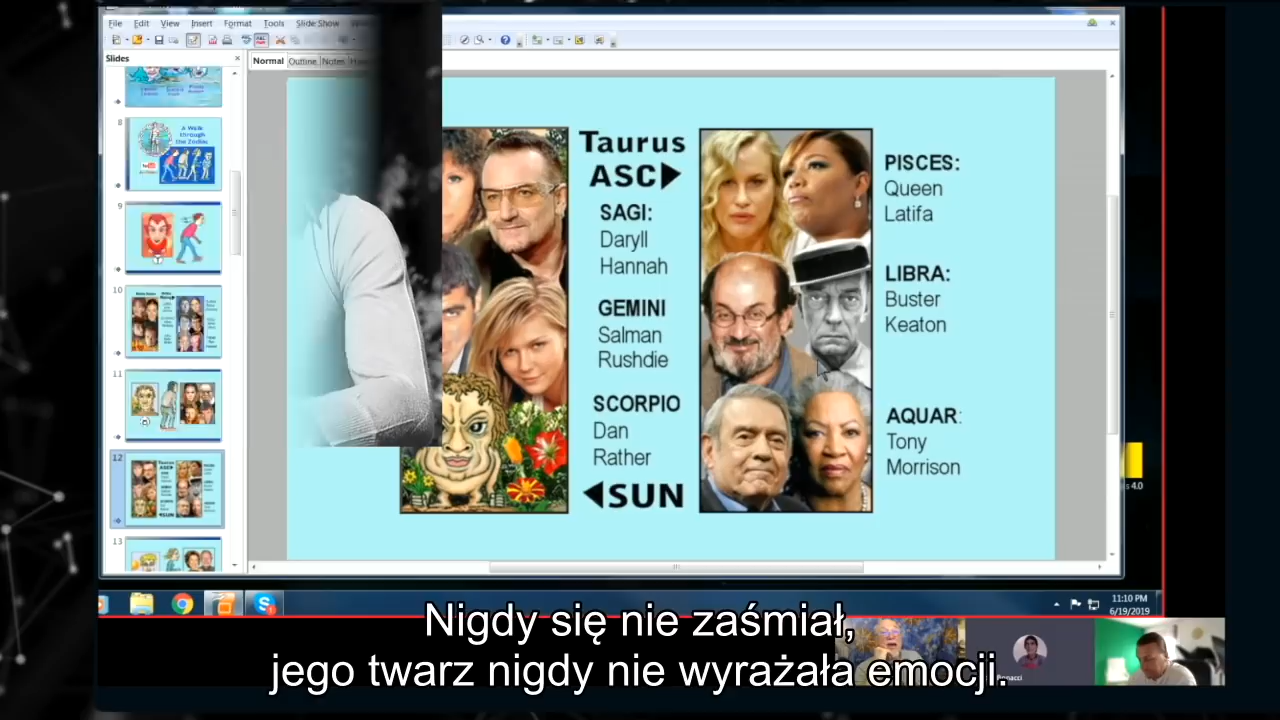 File Edit View Insert Format Tools Slide Show
Slides
Normal Outline Notes
8
A Walk
through
the Zodiac
9
10
11
12
13
Taurus
ASC▶
SAGI:
Daryll
Hannah
GEMINI
Salman
Rushdie
SCORPIO
Dan
Rather
◀SUN
PISCES:
Queen
Latifa
LIBRA:
Buster
Keaton
AQUAR:
Tony
Morrison
4.0
11:10 PM
6/19/2019
Nigdy się nie zaśmiał,
jego twarz nigdy nie wyrażała emocji.